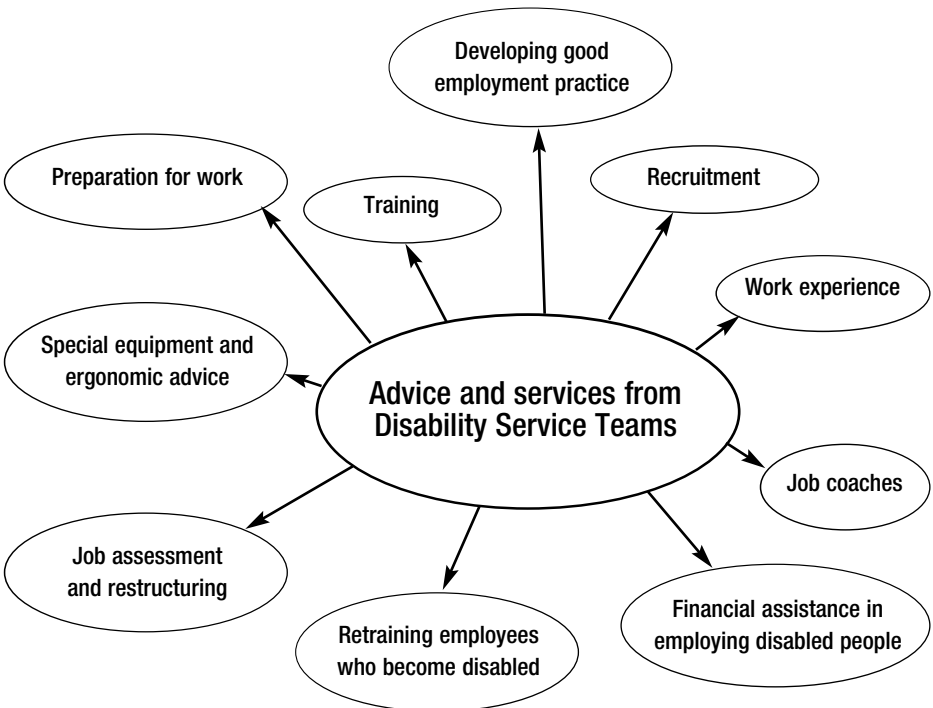 Developing good
employment practice
Preparation for work
Training
Recruitment
Work experience
Special equipment and
ergonomic advice
Advice and services from
Disability Service Teams
Job coaches
Job assessment
and restructuring
Retraining employees
who become disabled
Financial assistance in
employing disabled people